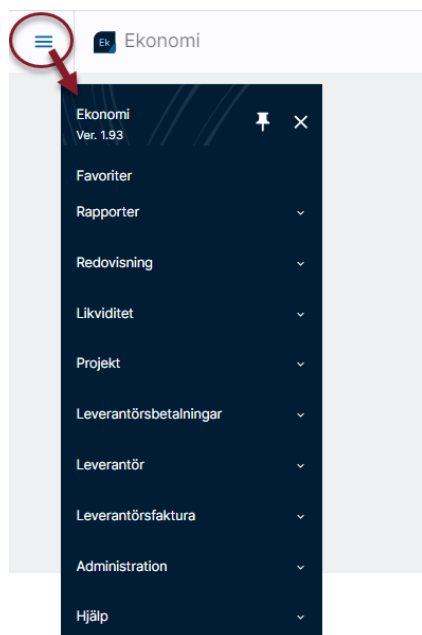 Ek Ekonomi
Ekonomi
Ver. 1.93
Favoriter
Rapporter
Redovisning
Likviditet
Projekt
Leverantörsbetalningar
Leverantör
Leverantörsfaktura
Administration
Hjälp